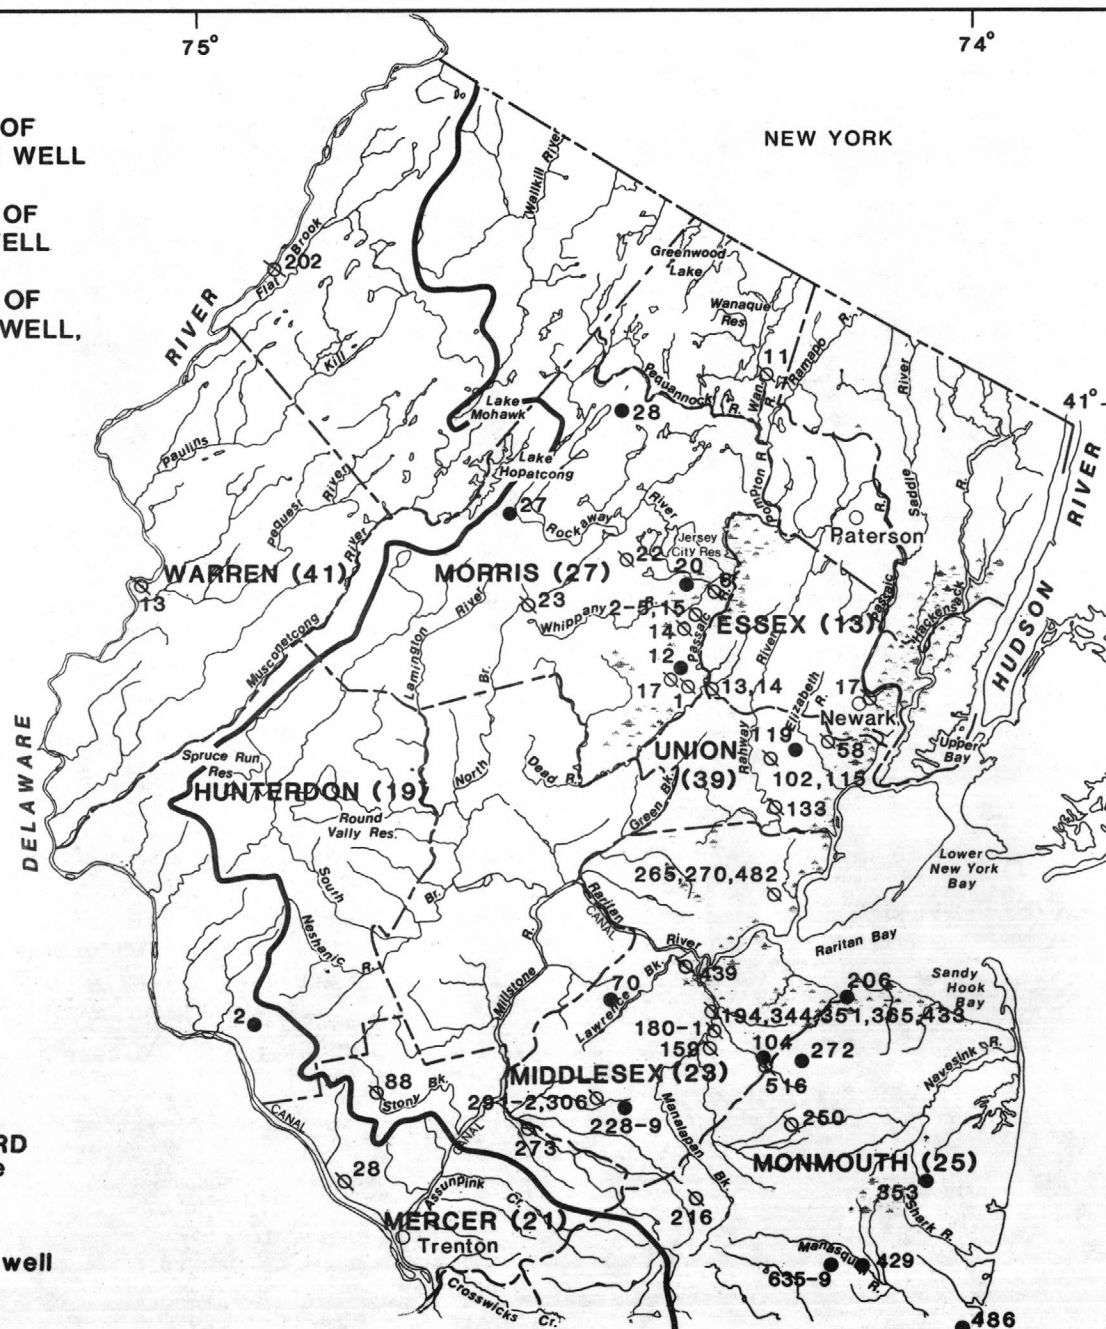 75°
74°
OF
WELL
OF
WELL
OF
WELL,
NEW YORK
Wallkill River
Flat Brook
202
RIVER
Greenwood
Lake
Wanaque
Res
11
Ramapo R.
Wan. R.
River
41°
Kill
Pequannock
R.
28
Lake
Mohawk
Paulins
Lake
Hopatcong
Pequest River
27
Rockaway
River
Pompton R.
Saddle
R.
R.
HUDSON RIVER
Paterson
Jersey
City Res
22
20
WARREN (41)
13
River
MORRIS (27)
23
River
Whippany R.
2-5,15
14
Passaic
ESSEX (13)
Passaic
Hackensack
Musconetcong
Lamington
Br.
12
17
1
13,14
River
17
Newark
Elizabeth R.
DELAWARE
Spruce Run
Res
North
Dead R.
UNION
(39)
119
58
Rahway
102,115
133
Upper
Bay
HUNTERDON (19)
Round
Vally Res.
Green Bk.
South
Br.
265,270,482
Lower
New York
Bay
Raritan
CANAL
River
Raritan Bay
Neshanic
R.
Millstone
R.
439
70
Lawrence Bk.
206
Sandy
Hook
Bay
194,344,351,365,433
2
180-1
159
104
272
Navesink R.
MIDDLESEX (23)
516
88
Stony
Bk.
291-2,306
228-9
250
CANAL
CANAL
273
Manalapan
Bk.
MONMOUTH (25)
353
Shark R.
28
Assunpink
Cr.
216
MERCER (21)
Trenton
Manasquan
R.
635-9
429
Crosswicks
Cr.
486
RD
e
well